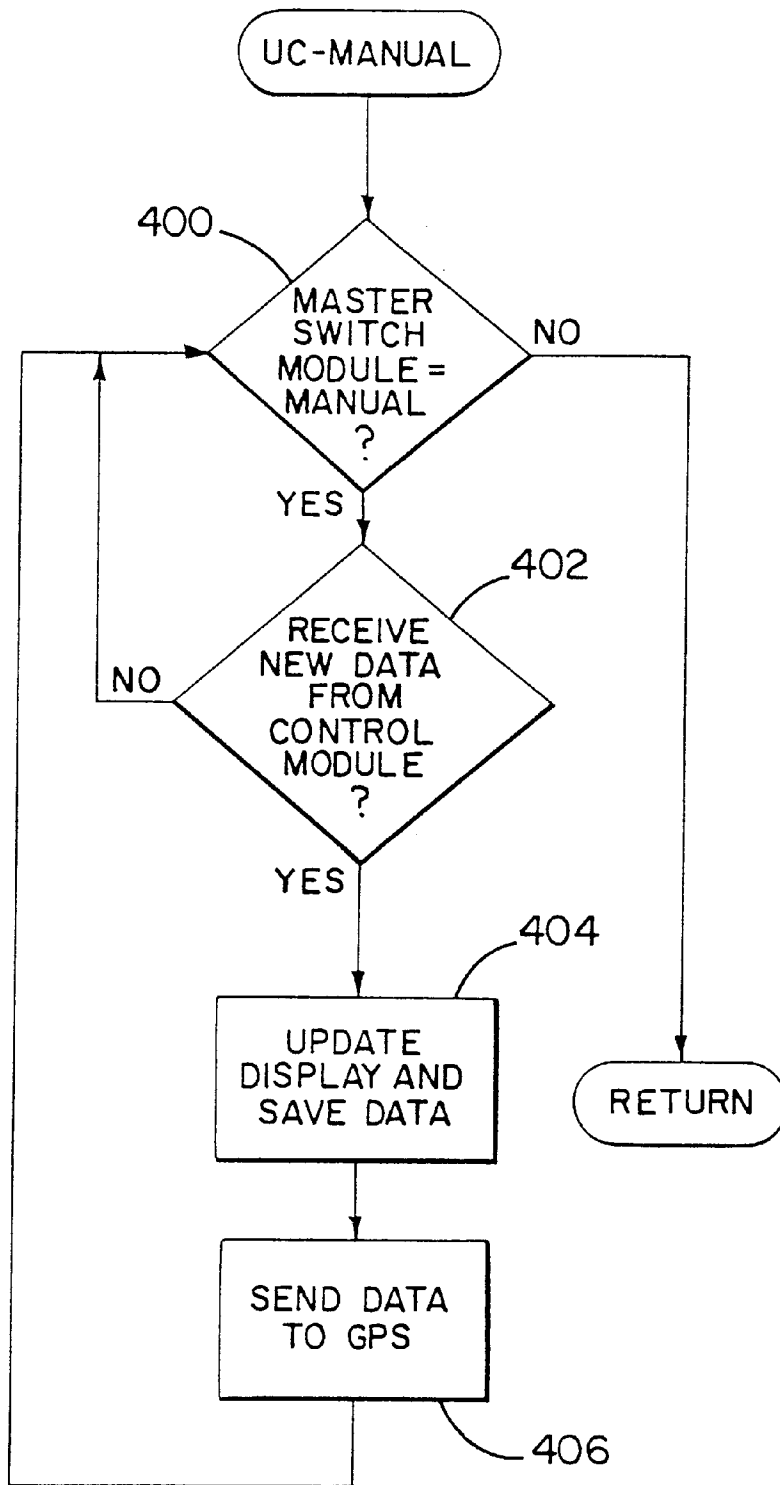 UC-MANUAL
400
MASTER
SWITCH
MODULE =
MANUAL
?
NO
YES
402
RECEIVE
NEW DATA
FROM
CONTROL
MODULE
?
NO
YES
404
UPDATE
DISPLAY AND
SAVE DATA
RETURN
SEND DATA
TO GPS
406